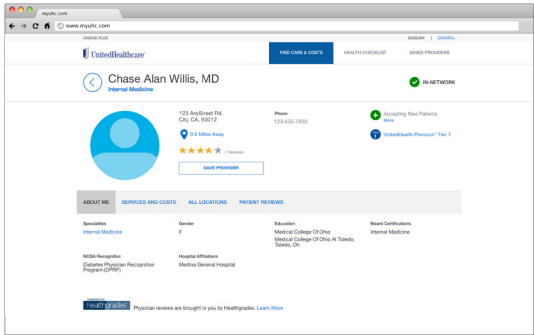 myuhc.com
www.myuhc.com
CHOICE PLUS
ENGLISH | ESPAÑOL
UnitedHealthcare
FIND CARE & COSTS
HEALTH CHECKLIST
SAVED PROVIDERS
Chase Alan Willis, MD
Internal Medicine
IN-NETWORK
123 AnyStreet Rd.
City, CA, 93012
0.6 Miles Away
7 Reviews
SAVE PROVIDER
Phone
123-456-7890
Accepting New Patients
More
UnitedHealth Premium® Tier 1
ABOUT ME
SERVICES AND COSTS
ALL LOCATIONS
PATIENT REVIEWS
Specialties
Internal Medicine
Gender
F
Education
Medical College Of Ohio
Medical College Of Ohio At Toledo;
Toledo, Oh
Board Certifications
Internal Medicine
NCQA Recognition
Diabetes Physician Recognition
Program (DPRP)
Hospital Affiliations
Medina General Hospital
POWERED BY
healthgrades
Physician reviews are brought to you by Healthgrades. Learn More